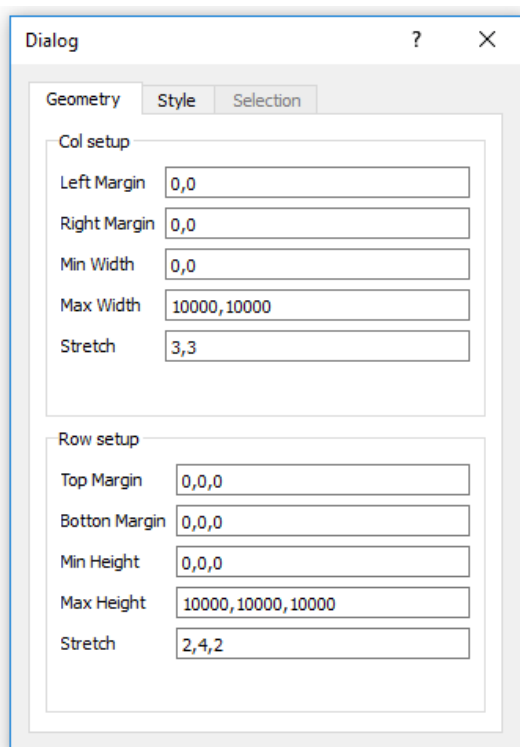 Dialog ?
Geometry Style Selection
Col setup
Left Margin 0,0
Right Margin 0,0
Min Width 0,0
Max Width 10000,10000
Stretch 3,3
Row setup
Top Margin 0,0,0
Botton Margin 0,0,0
Min Height 0,0,0
Max Height 10000,10000,10000
Stretch 2,4,2